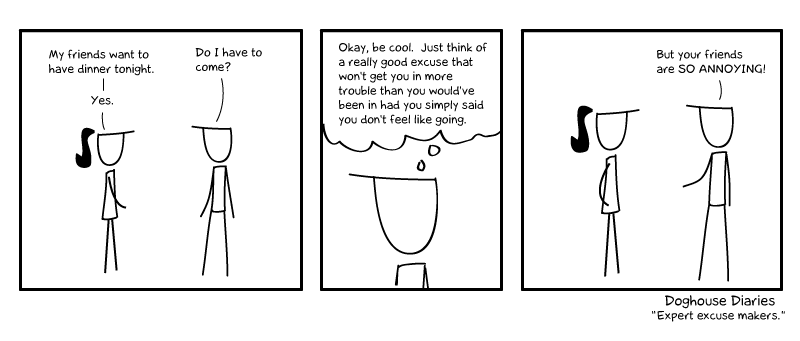 My friends want to
have dinner tonight.
Do I have to
come?
Yes.
Okay, be cool. Just think of
a really good excuse that
won't get you in more
trouble than you would've
been in had you simply said
you don't feel like going.
But your friends
are SO ANNOYING!
Doghouse Diaries
"Expert excuse makers."